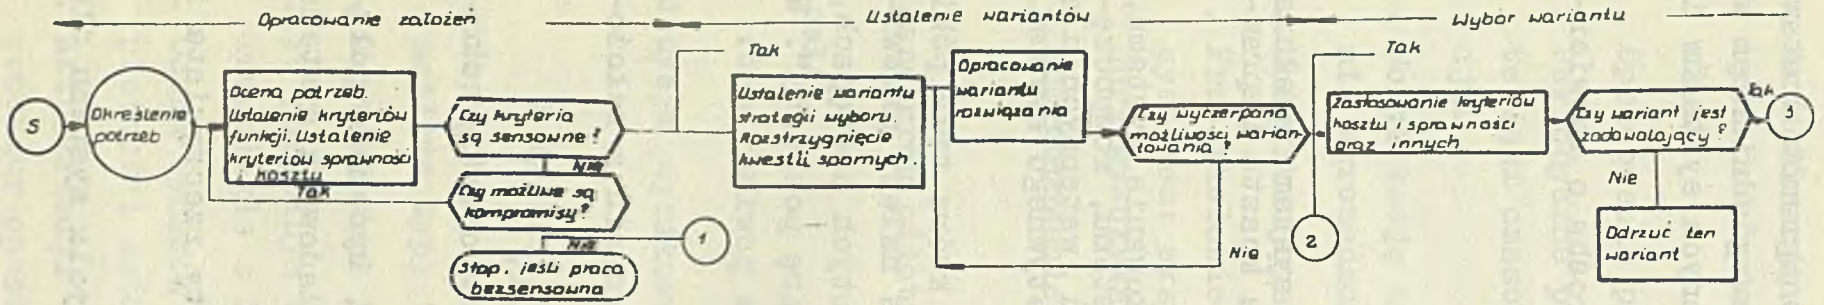 Opracowanie założeń
Ustalenie wariantów
Wybór wariantu
S
Określenie
potrzeb
Ocena potrzeb.
Ustalenie kryteriów
funkcji. Ustalenie
kryteriów sprawności
i kosztu
Tak
Czy kryteria
są sensowne?
Nie
Czy możliwe są
kompromisy?
Nie
Stop, jeśli praca
bezsensowna
1
Tak
Ustalenie wariantu
strategii wyboru.
Rozstrzygnięcie
kwestii spornych.
Opracowanie
wariantu
rozwiązania
Czy wyczerpano
możliwości warian-
towania?
Nie
Tak
2
Zastosowanie kryteriów
kosztu i sprawności
oraz innych
Czy wariant jest
zadowalający?
Tak
3
Nie
Odrzuć ten
wariant